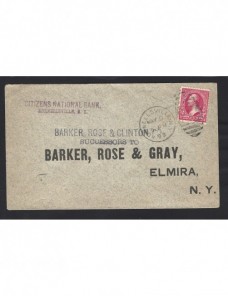 CITIZENS NATIONAL BANK,
N. Y.
BARKER, ROSE & CLINTON,
SUCCESSORS TO
BARKER, ROSE & GRAY,
ELMIRA,
N. Y.